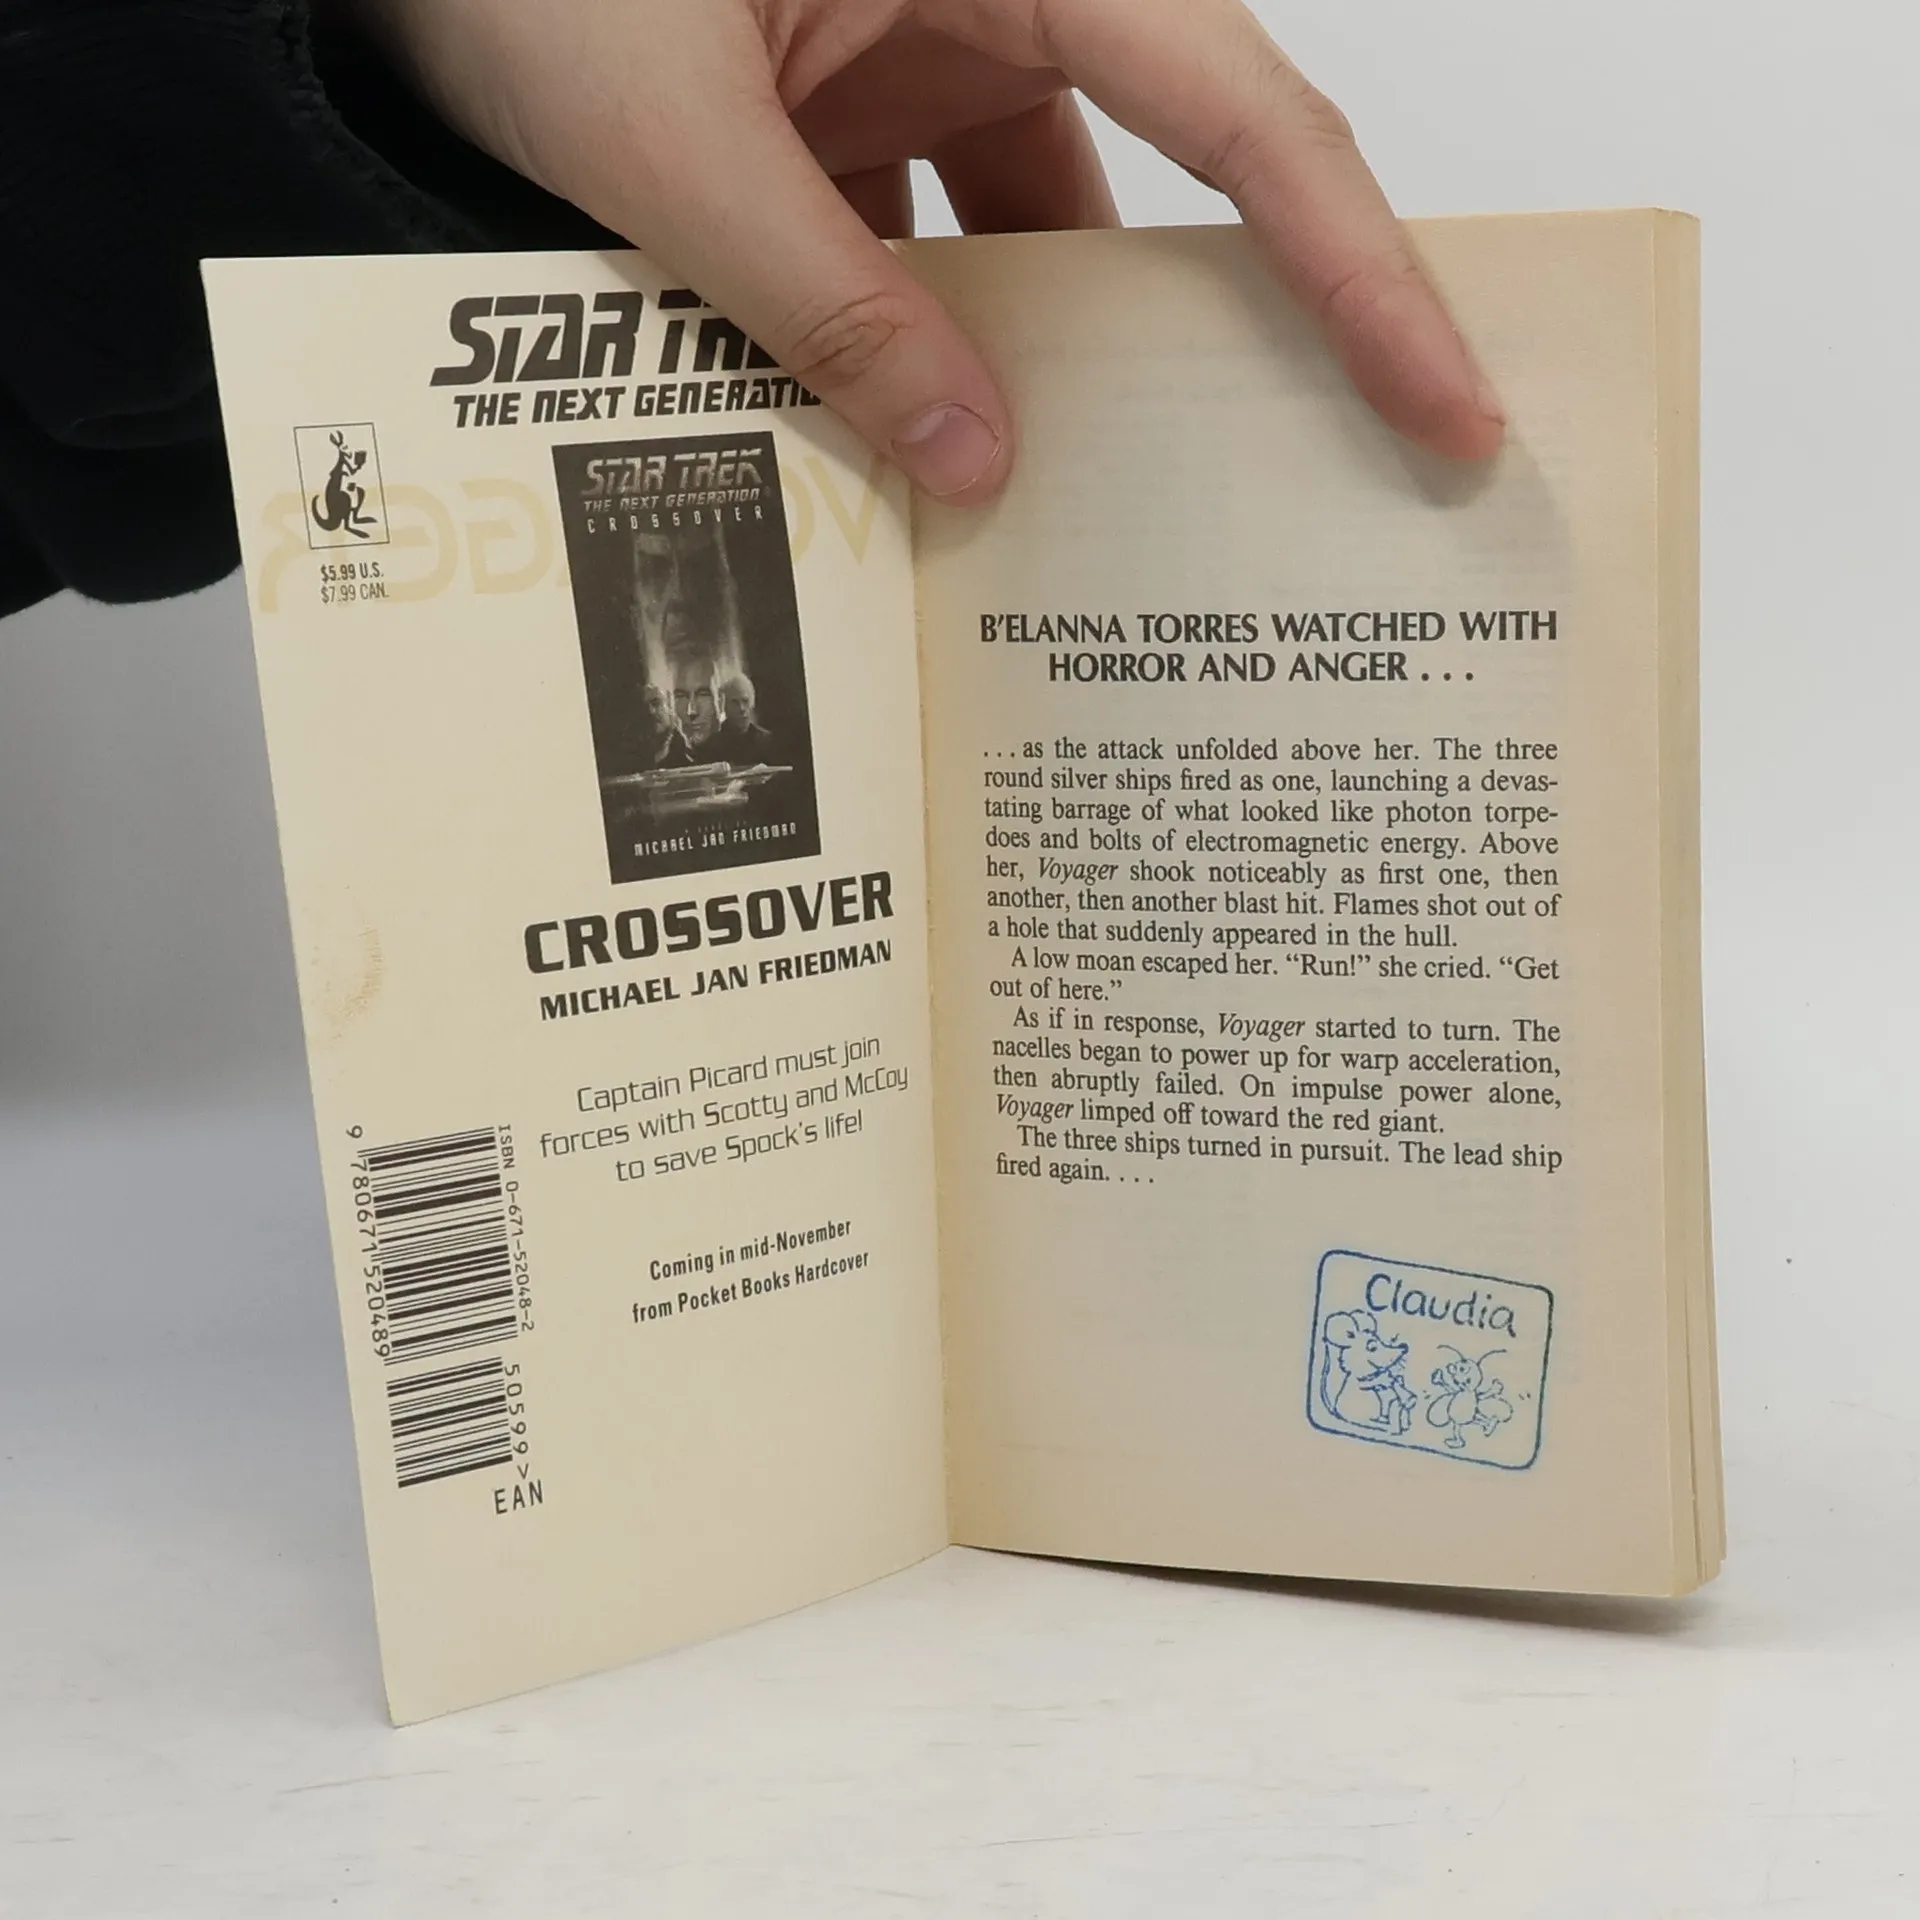 STAR TR
THE NEXT GENERATIO
$5.99 U.S.
$7.99 CAN.
STAR TREK
THE NEXT GENERATION
CROSSOVER
MICHAEL JAN FRIEDMAN
CROSSOVER
MICHAEL JAN FRIEDMAN
Captain Picard must join
forces with Scotty and McCoy
to save Spock's life!
Coming in mid-November
from Pocket Books Hardcover
ISBN 0-671-52048-2
9 780671 520489
50599>
EAN
B'ELANNA TORRES WATCHED WITH
HORROR AND ANGER . . .
. . . as the attack unfolded above her. The three
round silver ships fired as one, launching a devas-
tating barrage of what looked like photon torpe-
does and bolts of electromagnetic energy. Above
her, Voyager shook noticeably as first one, then
another, then another blast hit. Flames shot out of
a hole that suddenly appeared in the hull.
A low moan escaped her. “Run!” she cried. “Get
out of here.”
As if in response, Voyager started to turn. The
nacelles began to power up for warp acceleration,
then abruptly failed. On impulse power alone,
Voyager limped off toward the red giant.
The three ships turned in pursuit. The lead ship
fired again. . . .
Claudia